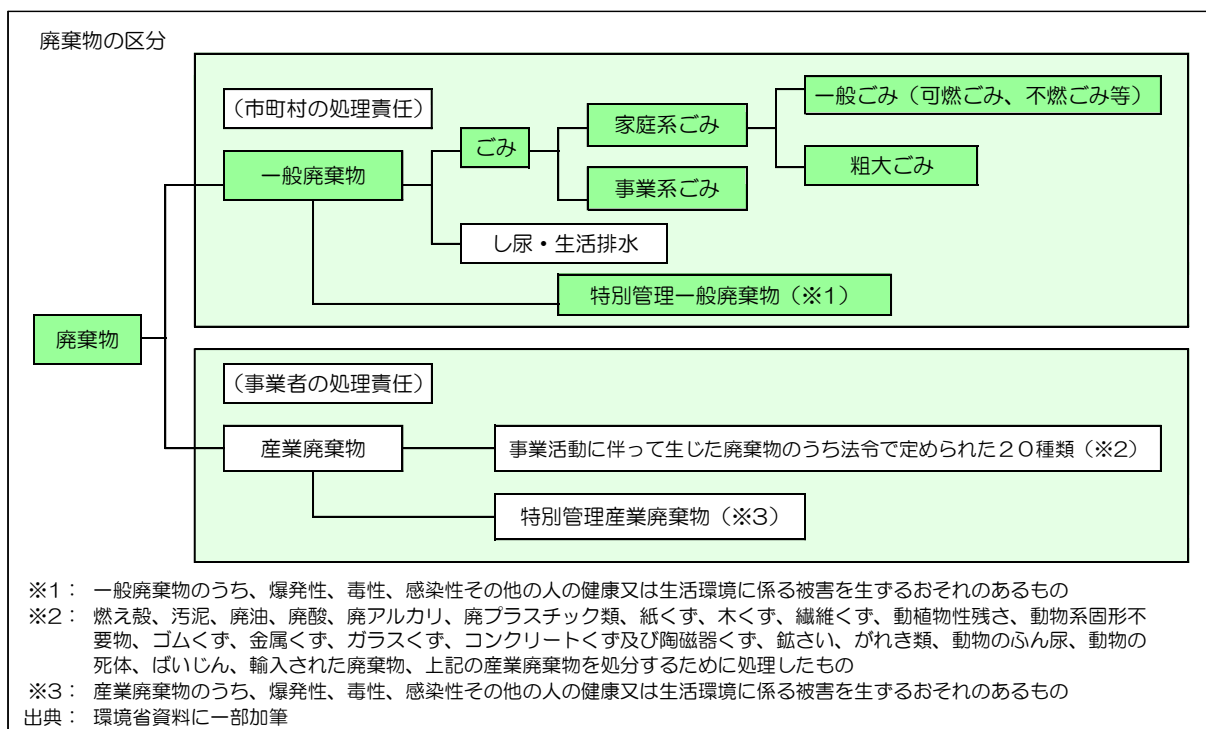 廃棄物の区分
(市町村の処理責任)
一般廃棄物
ごみ
家庭系ごみ
一般ごみ(可燃ごみ、不燃ごみ等)
粗大ごみ
事業系ごみ
し尿・生活排水
特別管理一般廃棄物(※1)
廃棄物
(事業者の処理責任)
産業廃棄物
事業活動に伴って生じた廃棄物のうち法令で定められた20種類(※2)
特別管理産業廃棄物(※3)
※1: 一般廃棄物のうち、爆発性、毒性、感染性その他の人の健康又は生活環境に係る被害を生ずるおそれのあるもの
※2: 燃え殻、汚泥、廃油、廃酸、廃アルカリ、廃プラスチック類、紙くず、木くず、繊維くず、動植物性残さ、動物系固形不
要物、ゴムくず、金属くず、ガラスくず、コンクリートくず及び陶磁器くず、鉱さい、がれき類、動物のふん尿、動物の
死体、ばいじん、輸入された廃棄物、上記の産業廃棄物を処分するために処理したもの
※3: 産業廃棄物のうち、爆発性、毒性、感染性その他の人の健康又は生活環境に係る被害を生ずるおそれのあるもの
出典: 環境省資料に一部加筆